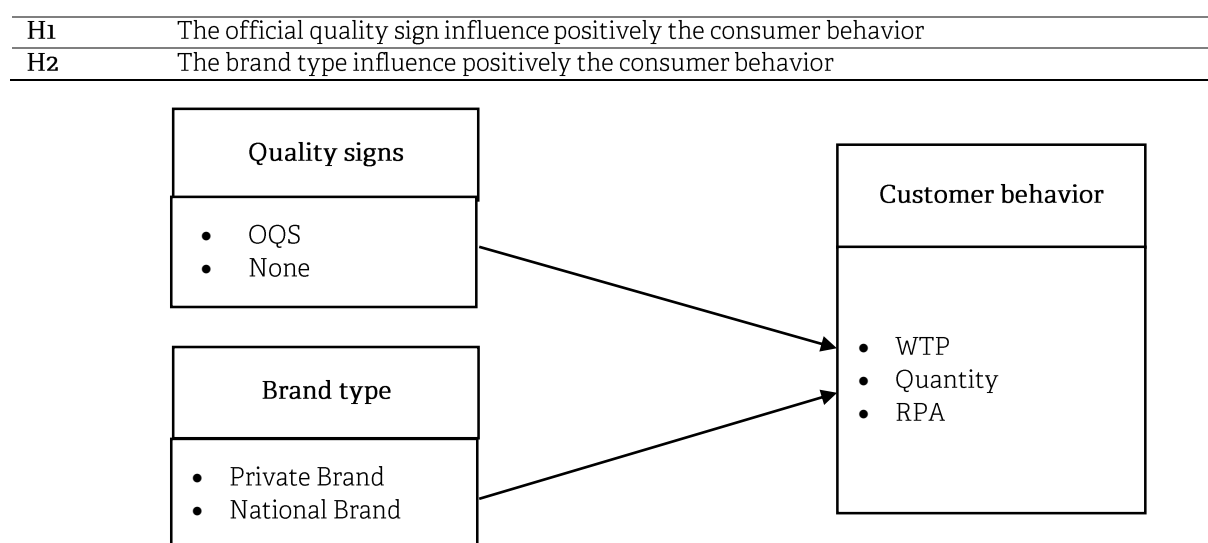 H1 The official quality sign influence positively the consumer behavior
H2 The brand type influence positively the consumer behavior
Quality signs
• OQS
• None
Brand type
• Private Brand
• National Brand
Customer behavior
• WTP
• Quantity
• RPA